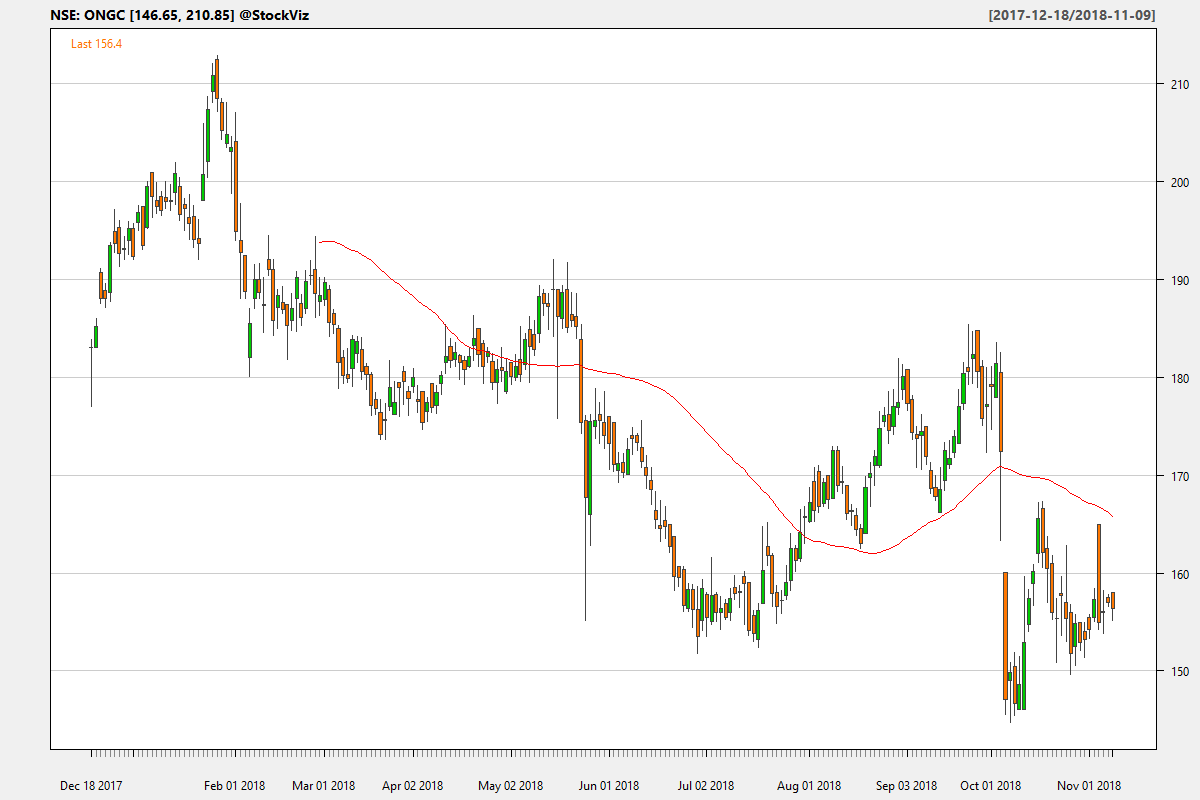 NSE: ONGC [146.65, 210.85] @StockViz [2017-12-18/2018-11-09]
Last 156.4
210
200
190
180
170
160
150
Dec 18 2017 Feb 01 2018 Mar 01 2018 Apr 02 2018 May 02 2018 Jun 01 2018 Jul 02 2018 Aug 01 2018 Sep 03 2018 Oct 01 2018 Nov 01 2018